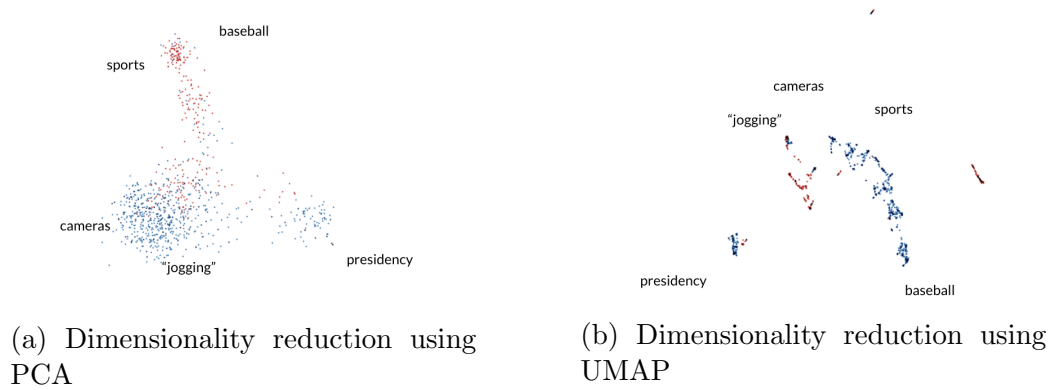 baseball
sports
cameras
"jogging"
presidency
(a) Dimensionality reduction using
PCA
cameras
sports
"jogging"
presidency
baseball
(b) Dimensionality reduction using
UMAP